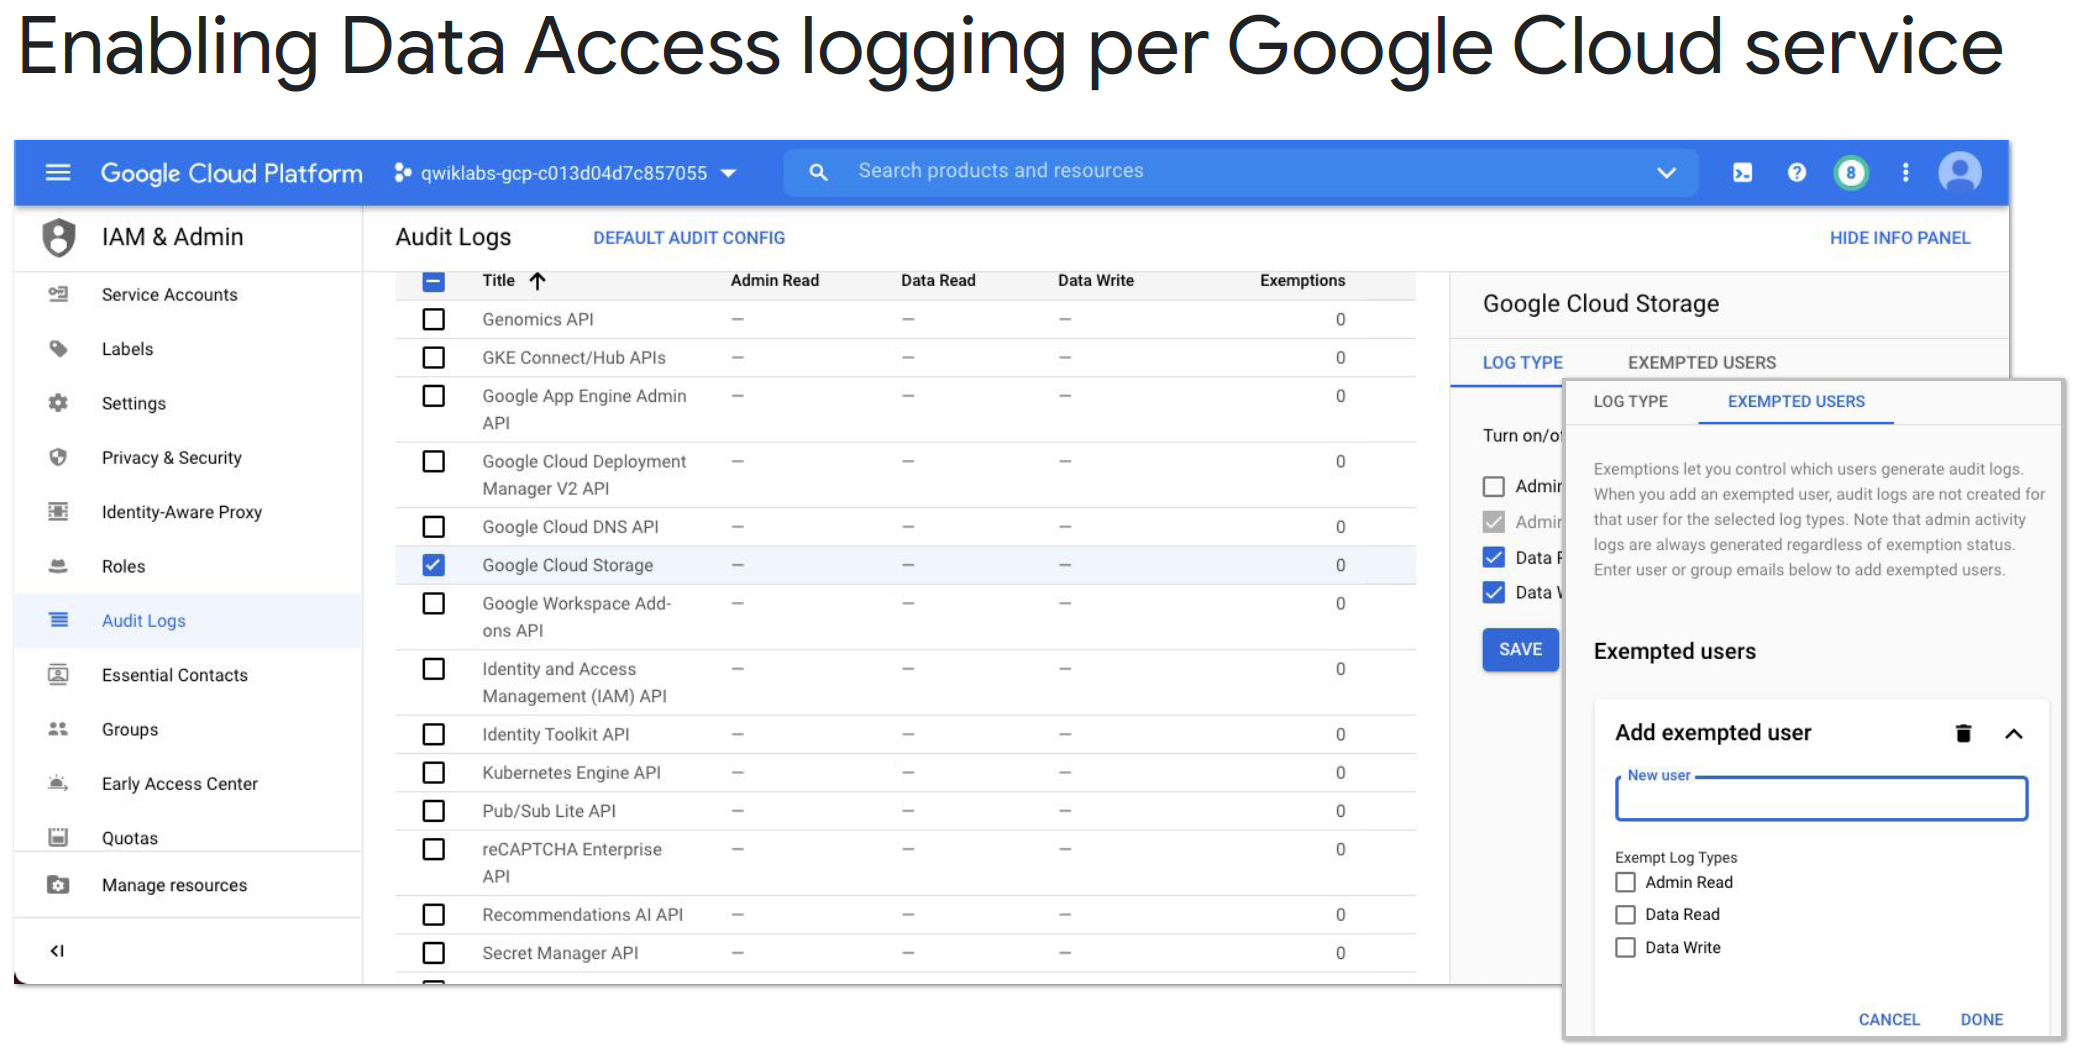 Enabling Data Access logging per Google Cloud service
Google Cloud Platform
qwiklabs-gcp-c013d04d7c857055
Search products and resources
8
IAM & Admin
Service Accounts
Labels
Settings
Privacy & Security
Identity-Aware Proxy
Roles
Audit Logs
Essential Contacts
Groups
Early Access Center
Quotas
Manage resources
Audit Logs
DEFAULT AUDIT CONFIG
HIDE INFO PANEL
Title Admin Read Data Read Data Write Exemptions
Genomics API – – – 0
GKE Connect/Hub APIs – – – 0
Google App Engine Admin – – – 0
API
Google Cloud Deployment – – – 0
Manager V2 API
Google Cloud DNS API – – – 0
Google Cloud Storage – – – 0
Google Workspace Add- – – – 0
ons API
Identity and Access – – – 0
Management (IAM) API
Identity Toolkit API – – – 0
Kubernetes Engine API – – – 0
Pub/Sub Lite API – – – 0
reCAPTCHA Enterprise – – – 0
API
Recommendations AI API – – – 0
Secret Manager API – – – 0
Google Cloud Storage
LOG TYPE EXEMPTED USERS
Turn on/o
Admin
Admin
Data
Data
SAVE
LOG TYPE EXEMPTED USERS
Exemptions let you control which users generate audit logs.
When you add an exempted user, audit logs are not created for
that user for the selected log types. Note that admin activity
logs are always generated regardless of exemption status.
Enter user or group emails below to add exempted users.
Exempted users
Add exempted user
New user
Exempt Log Types
Admin Read
Data Read
Data Write
CANCEL DONE